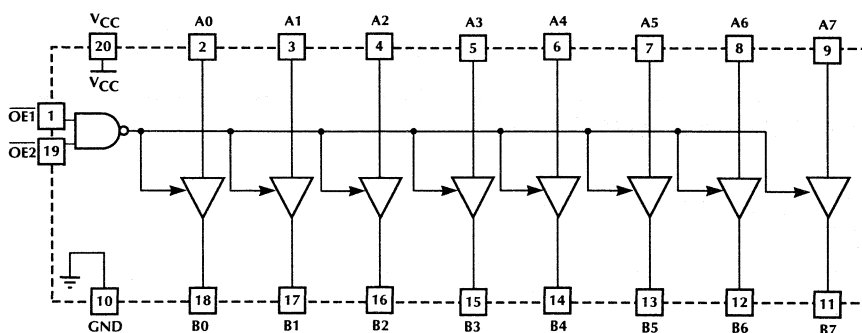 VCC A0 A1 A2 A3 A4 A5 A6 A7
20 2 3 4 5 6 7 8 9
VCC
OE1 1
OE2 19
10 18 17 16 15 14 13 12 11
GND B0 B1 B2 B3 B4 B5 B6 B7